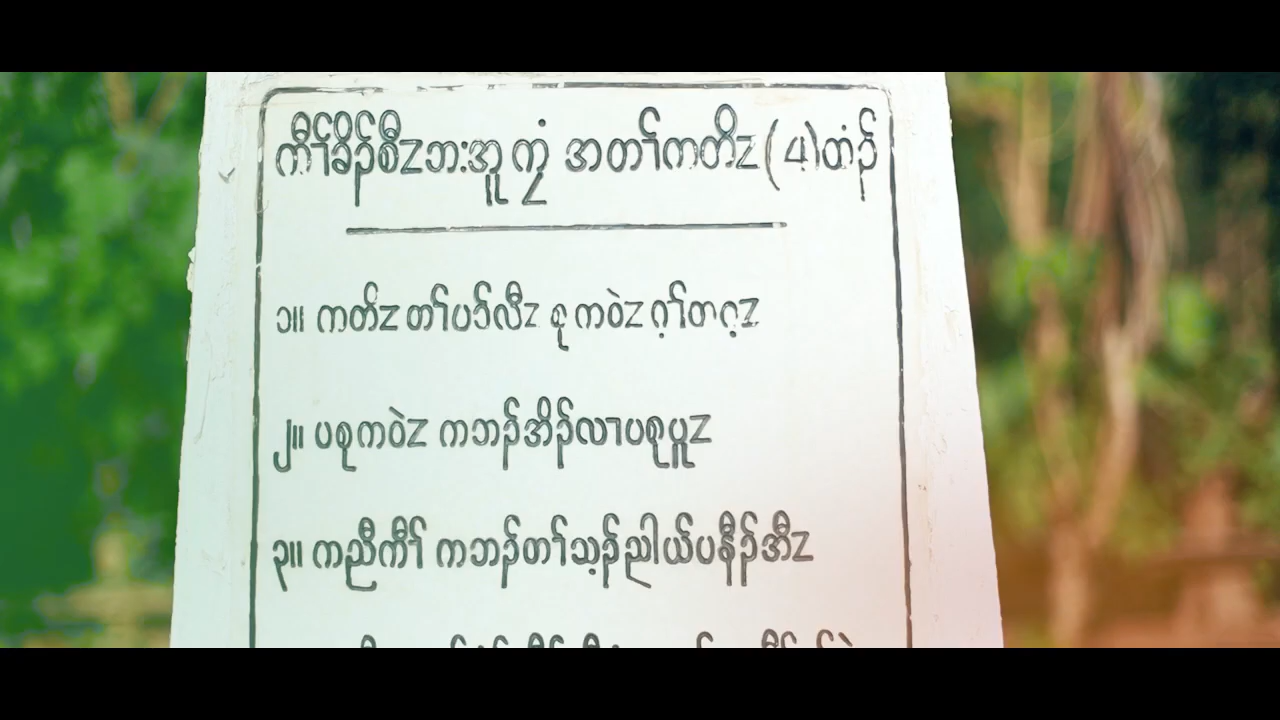 ကီၢ်ခိၣ်စီၤဘးအူကၠံ အတၢ်ကတိၤ(၄)ထံၣ်
၁။ ကတ်ၤတၢ်ပာ်လီၤ စုကဝဲၤဂ့ၢ်တဂ့ၤ
၂။ ပစုကဝဲၤ ကဘၣ်အိၣ်လၢပစုပူၤ
၃။ ကညီကီၢ် ကဘၣ်တၢ်သ့ၣ်ညါယ်ပနီၣ်အီၤ